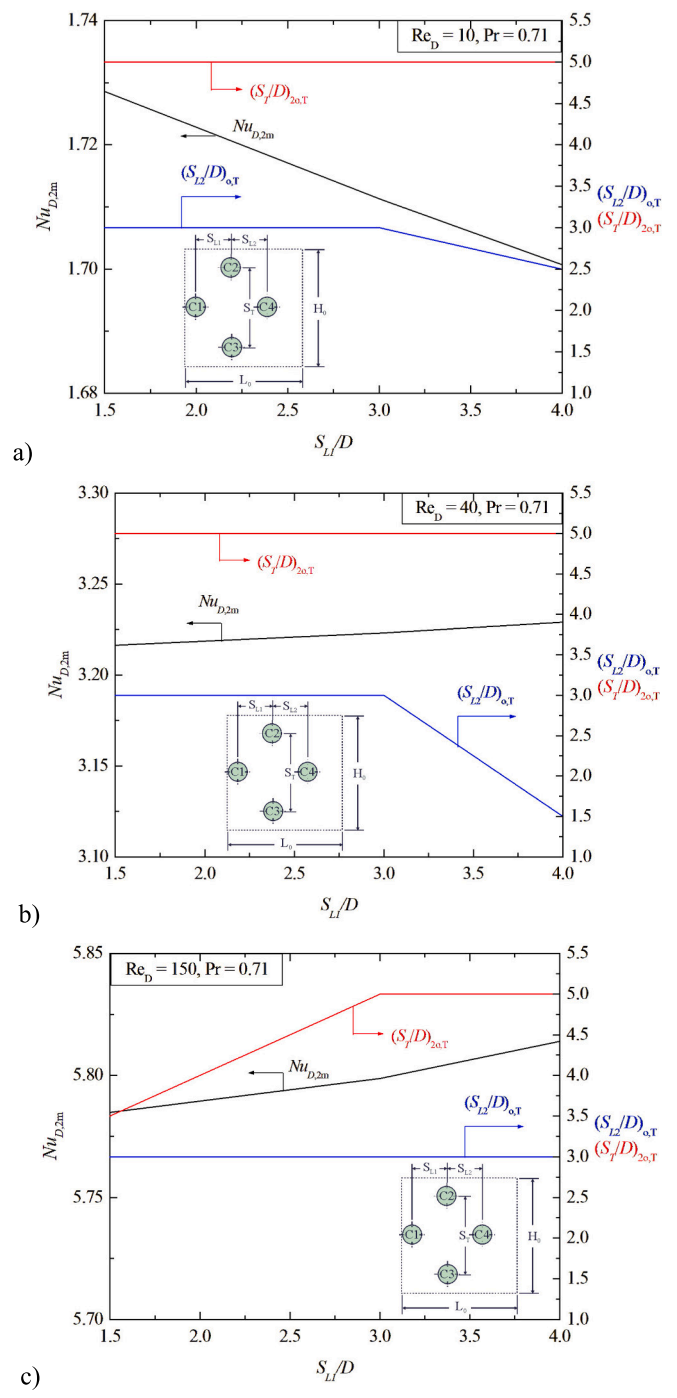 a)
Re_D = 10, Pr = 0.71
1.74
1.72
1.70
1.68
Nu_D,2m
5.5
5.0
4.5
4.0
3.5
3.0
2.5
2.0
1.5
1.0
(S_T/D)_2o,T
Nu_D,2m
(S_L2/D)_o,T
(S_L2/D)_o,T
(S_T/D)_2o,T
S_L1 S_L2
C2
C1 S_T C4 H_0
C3
L_0
1.5 2.0 2.5 3.0 3.5 4.0
S_L1/D
b)
Re_D = 40, Pr = 0.71
3.30
3.25
3.20
3.15
3.10
Nu_D,2m
5.5
5.0
4.5
4.0
3.5
3.0
2.5
2.0
1.5
1.0
(S_T/D)_2o,T
Nu_D,2m
(S_L2/D)_o,T
(S_L2/D)_o,T
(S_T/D)_2o,T
S_L1 S_L2
C2
C1 S_T C4 H_0
C3
L_0
1.5 2.0 2.5 3.0 3.5 4.0
S_L1/D
c)
Re_D = 150, Pr = 0.71
5.85
5.80
5.75
5.70
Nu_D,2m
5.5
5.0
4.5
4.0
3.5
3.0
2.5
2.0
1.5
1.0
(S_T/D)_2o,T
Nu_D,2m
(S_L2/D)_o,T
(S_L2/D)_o,T
(S_T/D)_2o,T
S_L1 S_L2
C2
C1 S_T C4 H_0
C3
L_0
1.5 2.0 2.5 3.0 3.5 4.0
S_L1/D